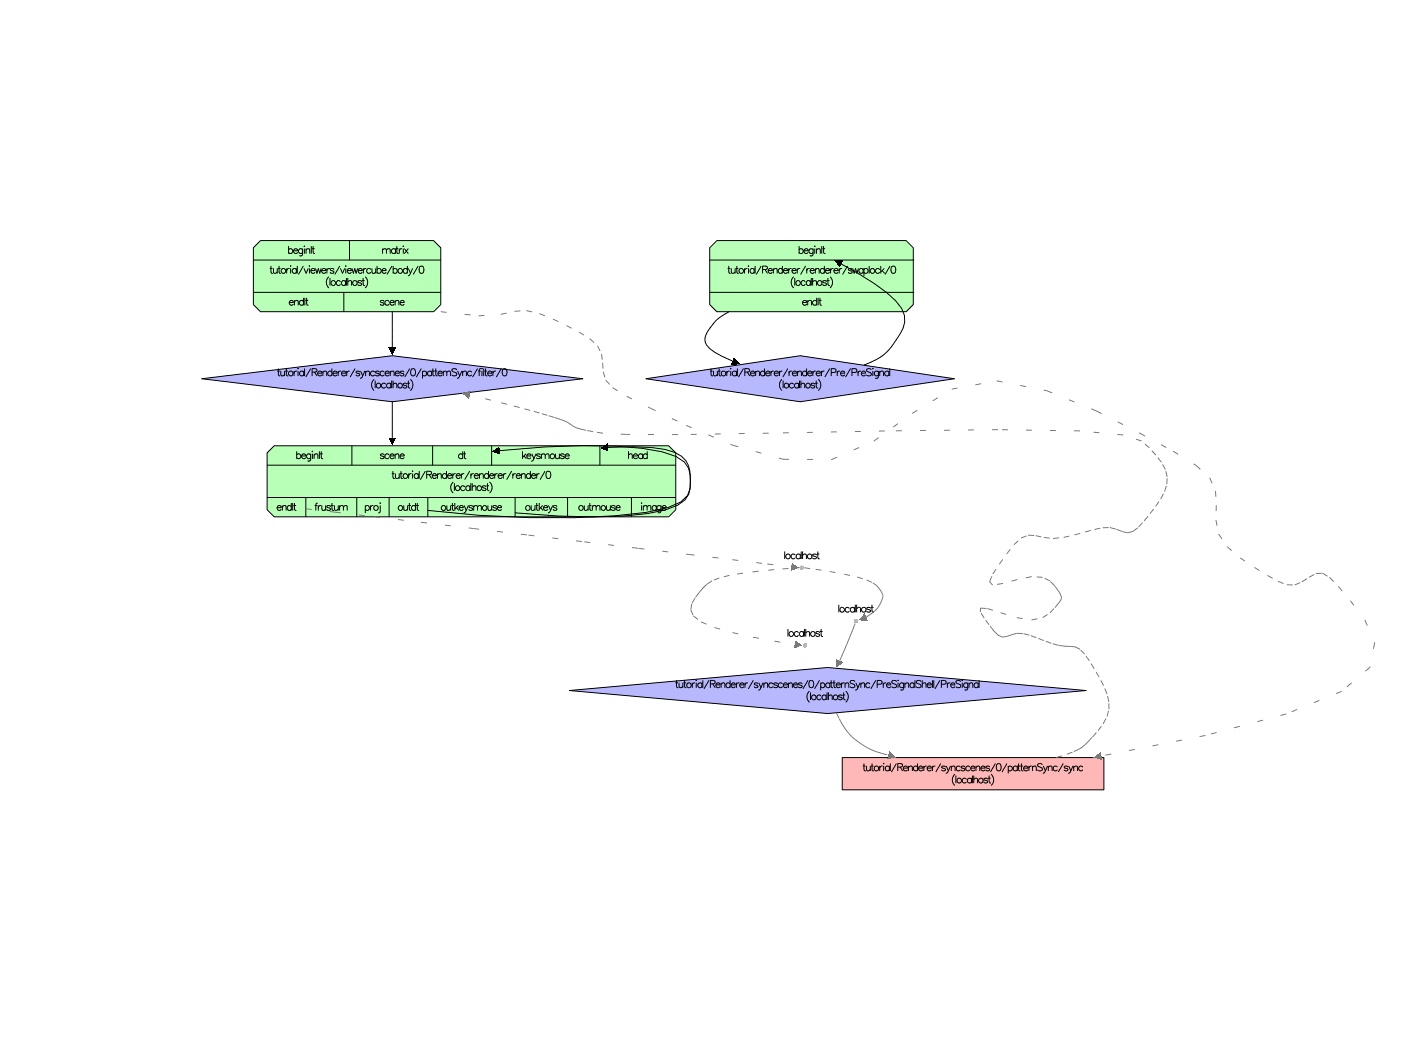 beginIt matrix
tutorial/viewers/viewercube/body/0
(localhost)
endIt scene
beginIt
tutorial/Renderer/renderer/swaplock/0
(localhost)
endIt
tutorial/Renderer/syncscenes/0/patternSync/filter/0
(localhost)
tutorial/Renderer/renderer/Pre/PreSignal
(localhost)
beginIt scene dt keysmouse head
tutorial/Renderer/renderer/render/0
(localhost)
endIt frustum proj outdt outkeysmouse outkeys outmouse image
localhost
localhost
localhost
tutorial/Renderer/syncscenes/0/patternSync/PreSignalShell/PreSignal
(localhost)
tutorial/Renderer/syncscenes/0/patternSync/sync
(localhost)